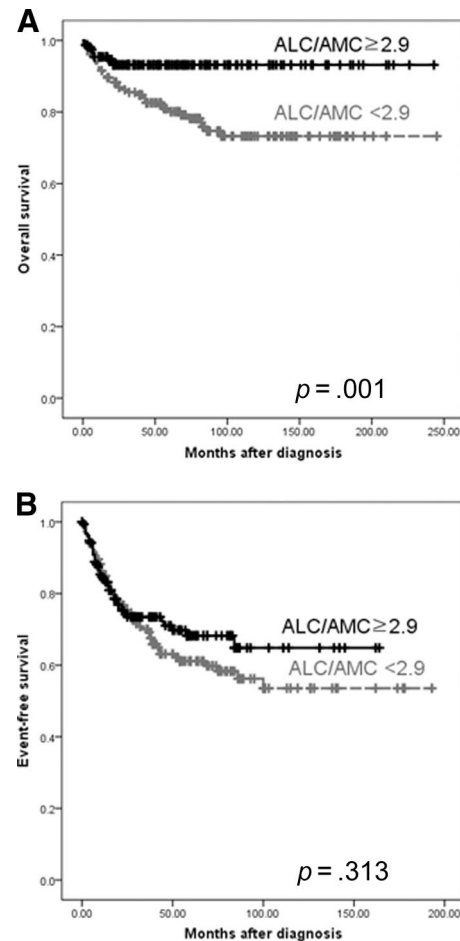 A
1.0
ALC/AMC≥2.9
0.8
ALC/AMC <2.9
0.6
Overall survival
0.4
0.2
0.0
p = .001
0.00 50.00 100.00 150.00 200.00 250.00
Months after diagnosis
B
1.0
0.8
ALC/AMC≥2.9
0.6
ALC/AMC <2.9
Event-free survival
0.4
0.2
0.0
p = .313
0.00 50.00 100.00 150.00 200.00
Months after diagnosis